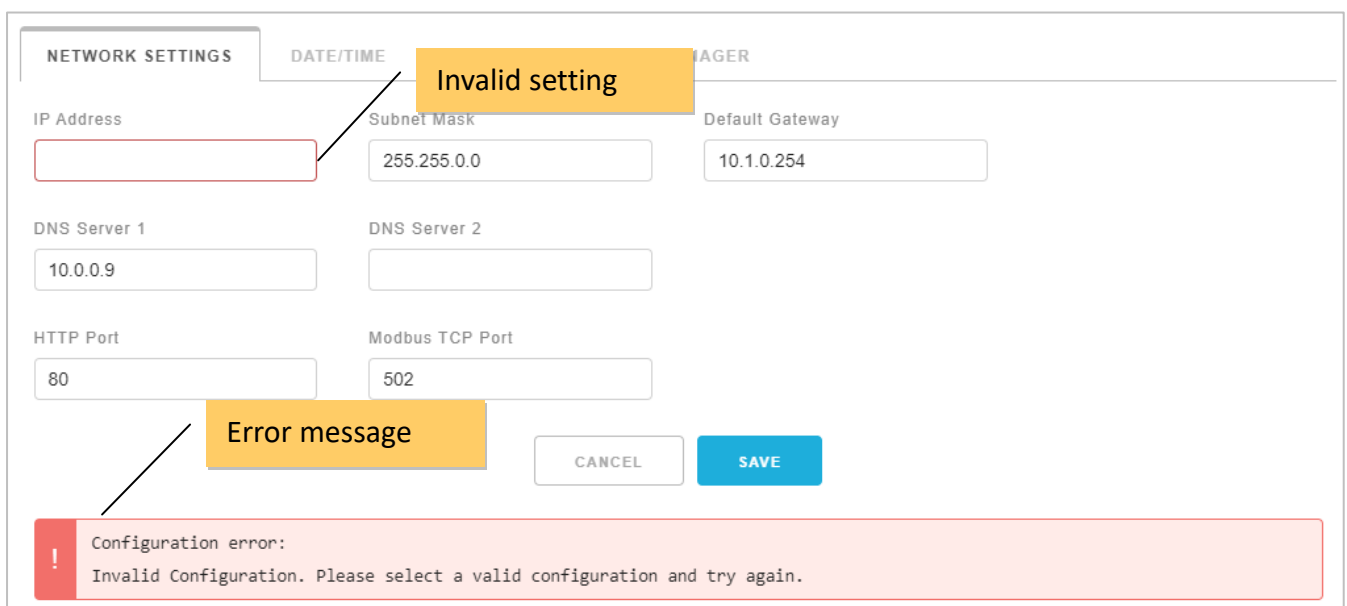 NETWORK SETTINGS DATE/TIME
Invalid setting
IP Address Subnet Mask Default Gateway
255.255.0.0 10.1.0.254
DNS Server 1 DNS Server 2
10.0.0.9
HTTP Port Modbus TCP Port
80 502
Error message
CANCEL SAVE
!
Configuration error:
Invalid Configuration. Please select a valid configuration and try again.